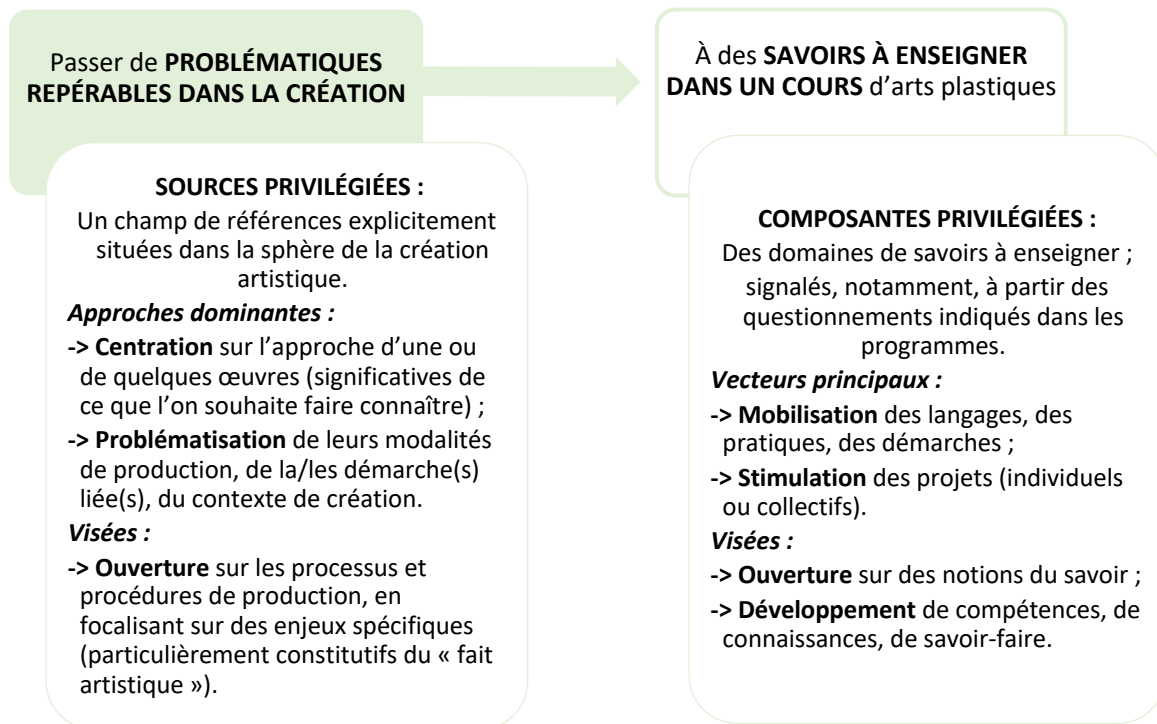 Passer de PROBLÉMATIQUES
REPÉRABLES DANS LA CRÉATION
À des SAVOIRS À ENSEIGNER
DANS UN COURS d’arts plastiques
SOURCES PRIVILÉGIÉES :
Un champ de références explicitement
situées dans la sphère de la création
artistique.
Approches dominantes :
-> Centration sur l’approche d’une ou
de quelques œuvres (significatives de
ce que l’on souhaite faire connaître) ;
-> Problématisation de leurs modalités
de production, de la/les démarche(s)
liée(s), du contexte de création.
Visées :
-> Ouverture sur les processus et
procédures de production, en
focalisant sur des enjeux spécifiques
(particulièrement constitutifs du « fait
artistique »).
COMPOSANTES PRIVILÉGIÉES :
Des domaines de savoirs à enseigner ;
signalés, notamment, à partir des
questionnements indiqués dans les
programmes.
Vecteurs principaux :
-> Mobilisation des langages, des
pratiques, des démarches ;
-> Stimulation des projets (individuels
ou collectifs).
Visées :
-> Ouverture sur des notions du savoir ;
-> Développement de compétences, de
connaissances, de savoir-faire.